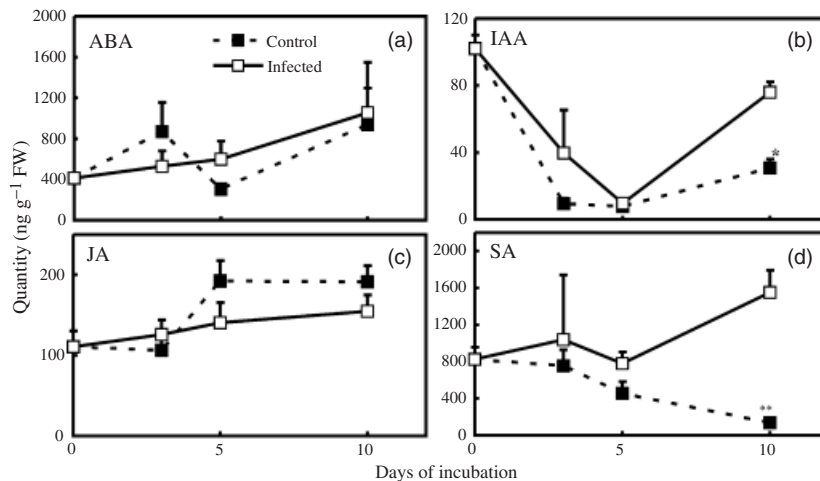 Quantity (ng g⁻¹ FW)
ABA
(a)
Control
Infected
2000
1600
1200
800
400
0
IAA
(b)
120
80
40
0
*
JA
(c)
200
100
0
0
5
10
SA
(d)
2000
1600
1200
800
400
0
**
0
5
10
Days of incubation